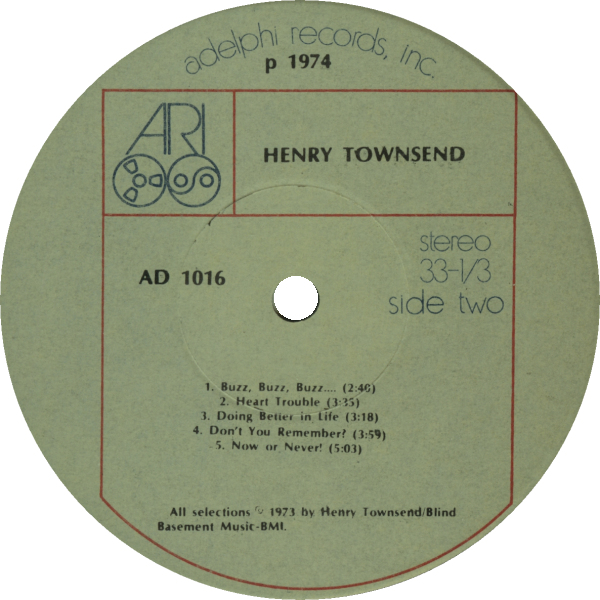 adelphi records, inc.
p 1974
ARI
HENRY TOWNSEND
stereo
33-1/3
side two
AD 1016
1. Buzz, Buzz, Buzz.... (2:46)
2. Heart Trouble (3:35)
3. Doing Better in Life (3:18)
4. Don't You Remember? (3:59)
5. Now or Never! (5:03)
All selections © 1973 by Henry Townsend/Blind
Basement Music-BMI.